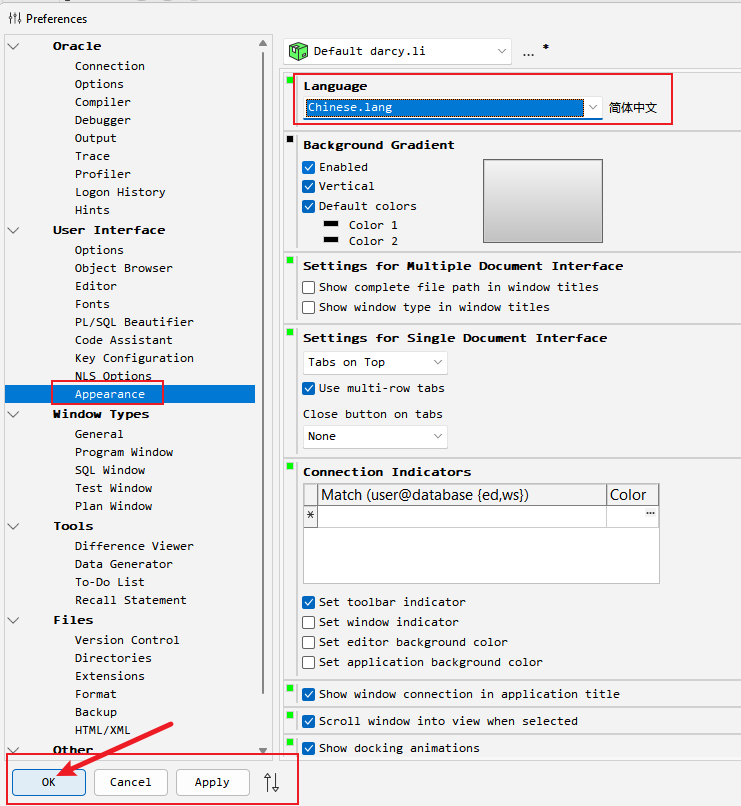 Preferences
Oracle
Connection
Options
Compiler
Debugger
Output
Trace
Profiler
Logon History
Hints
User Interface
Options
Object Browser
Editor
Fonts
PL/SQL Beautifier
Code Assistant
Key Configuration
NLS Options
Appearance
Window Types
General
Program Window
SQL Window
Test Window
Plan Window
Tools
Difference Viewer
Data Generator
To-Do List
Recall Statement
Files
Version Control
Directories
Extensions
Format
Backup
HTML/XML
Other
OK Cancel Apply
Default darcy.li ... *
Language
Chinese.lang 简体中文
Background Gradient
Enabled
Vertical
Default colors
Color 1
Color 2
Settings for Multiple Document Interface
Show complete file path in window titles
Show window type in window titles
Settings for Single Document Interface
Tabs on Top
Use multi-row tabs
Close button on tabs
None
Connection Indicators
Match (user@database {ed,ws}) Color
* ...
Set toolbar indicator
Set window indicator
Set editor background color
Set application background color
Show window connection in application title
Scroll window into view when selected
Show docking animations